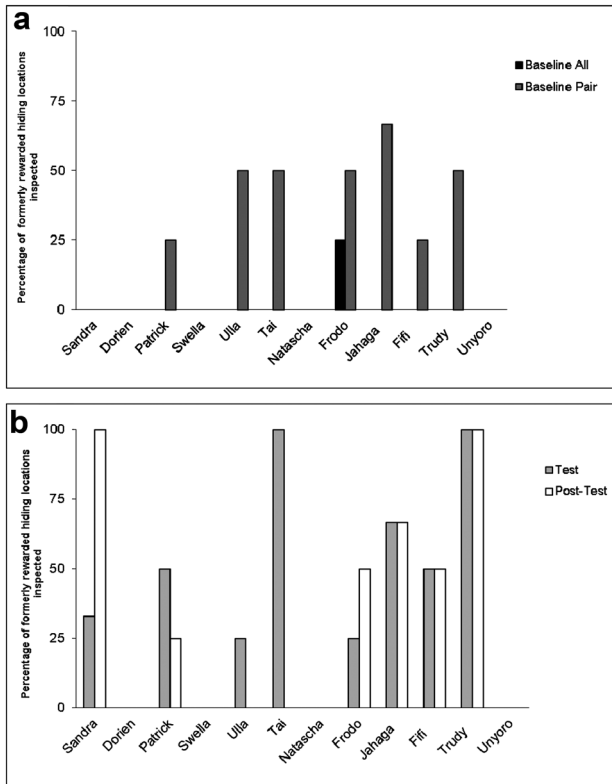 a
Percentage of formerly rewarded hiding locations
inspected
100
75
50
25
0
Baseline All
Baseline Pair
Sandra
Dorien
Patrick
Swella
Ulla
Tai
Natascha
Frodo
Jahaga
Fifi
Trudy
Unyoro
b
Percentage of formerly rewarded hiding locations
inspected
100
75
50
25
0
Test
Post-Test
Sandra
Dorien
Patrick
Swella
Ulla
Tai
Natascha
Frodo
Jahaga
Fifi
Trudy
Unyoro